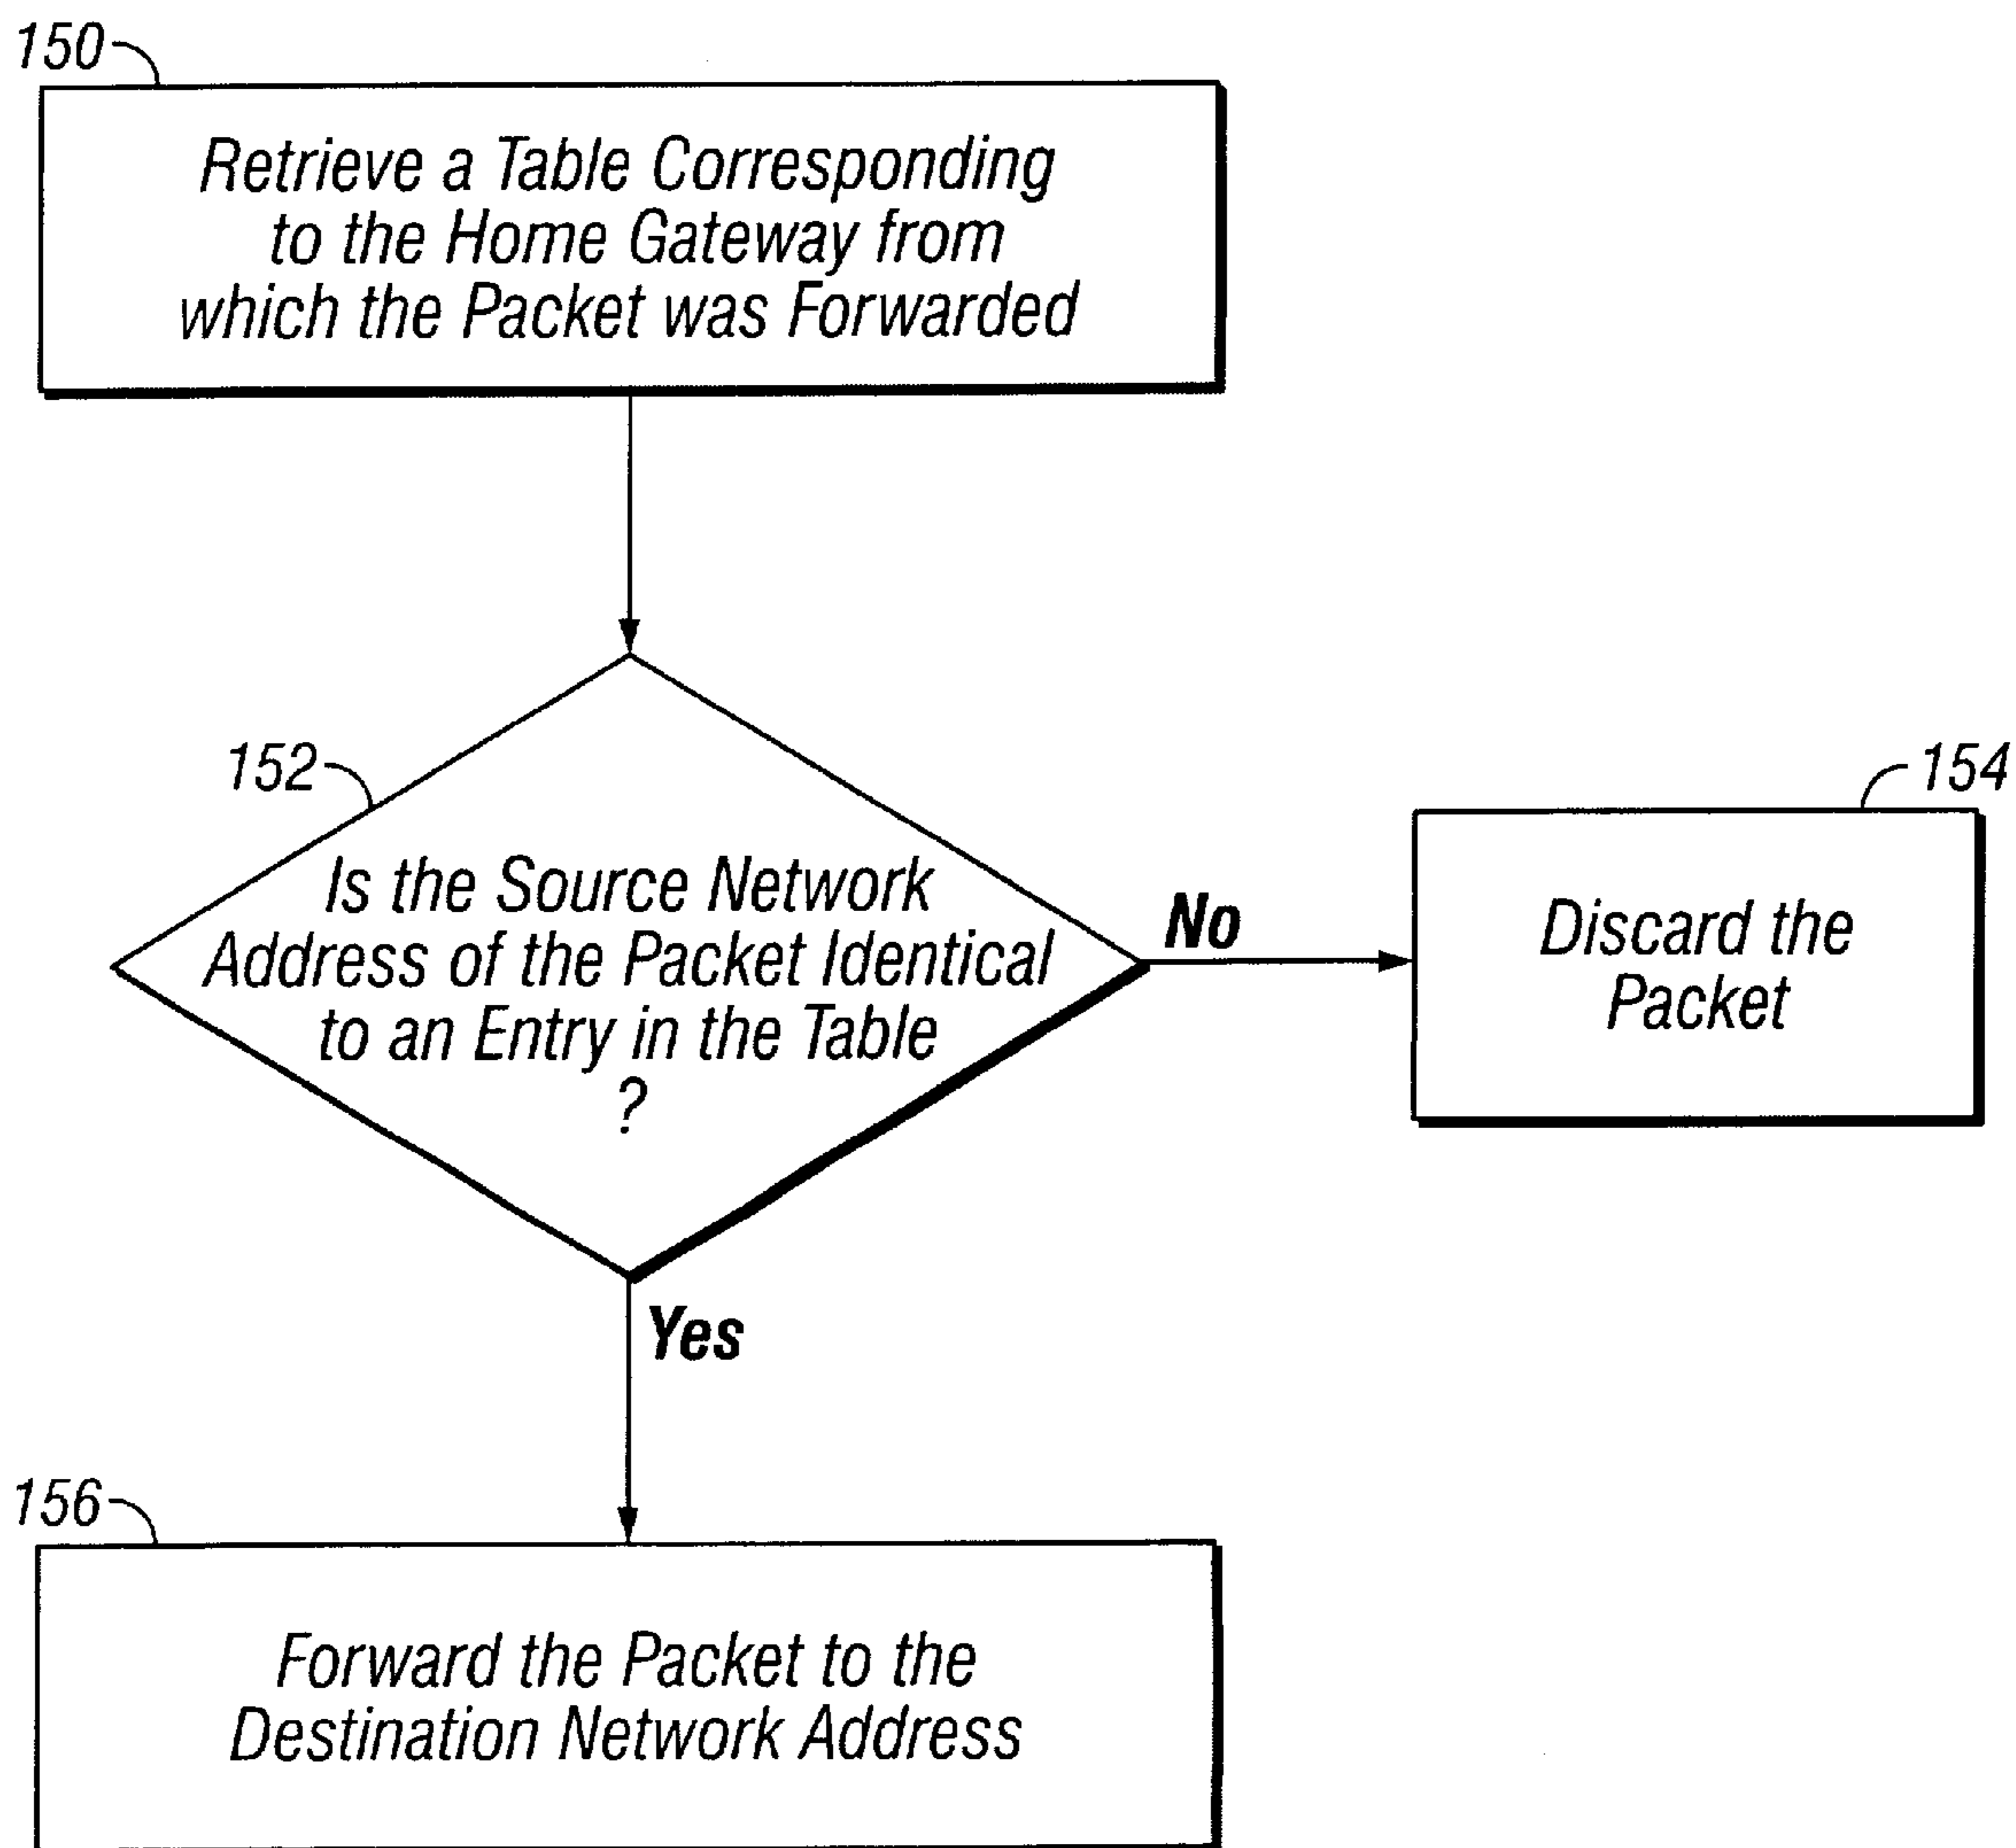 150
Retrieve a Table Corresponding
to the Home Gateway from
which the Packet was Forwarded
152
Is the Source Network
Address of the Packet Identical
to an Entry in the Table
?
No
154
Discard the
Packet
Yes
156
Forward the Packet to the
Destination Network Address